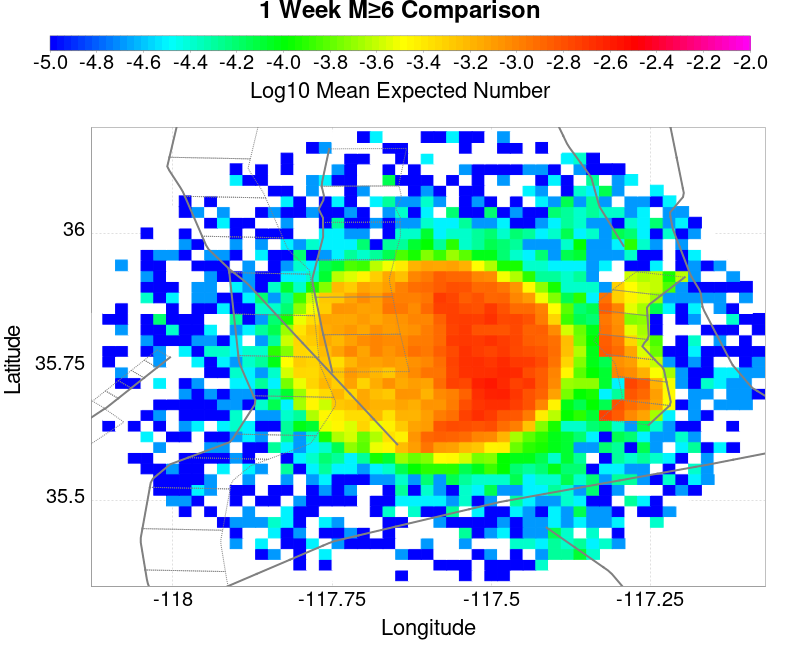 1 Week M≥6 Comparison
-5.0 -4.8 -4.6 -4.4 -4.2 -4.0 -3.8 -3.6 -3.4 -3.2 -3.0 -2.8 -2.6 -2.4 -2.2 -2.0
Log10 Mean Expected Number
36
35.75
35.5
Latitude
-118 -117.75 -117.5 -117.25
Longitude